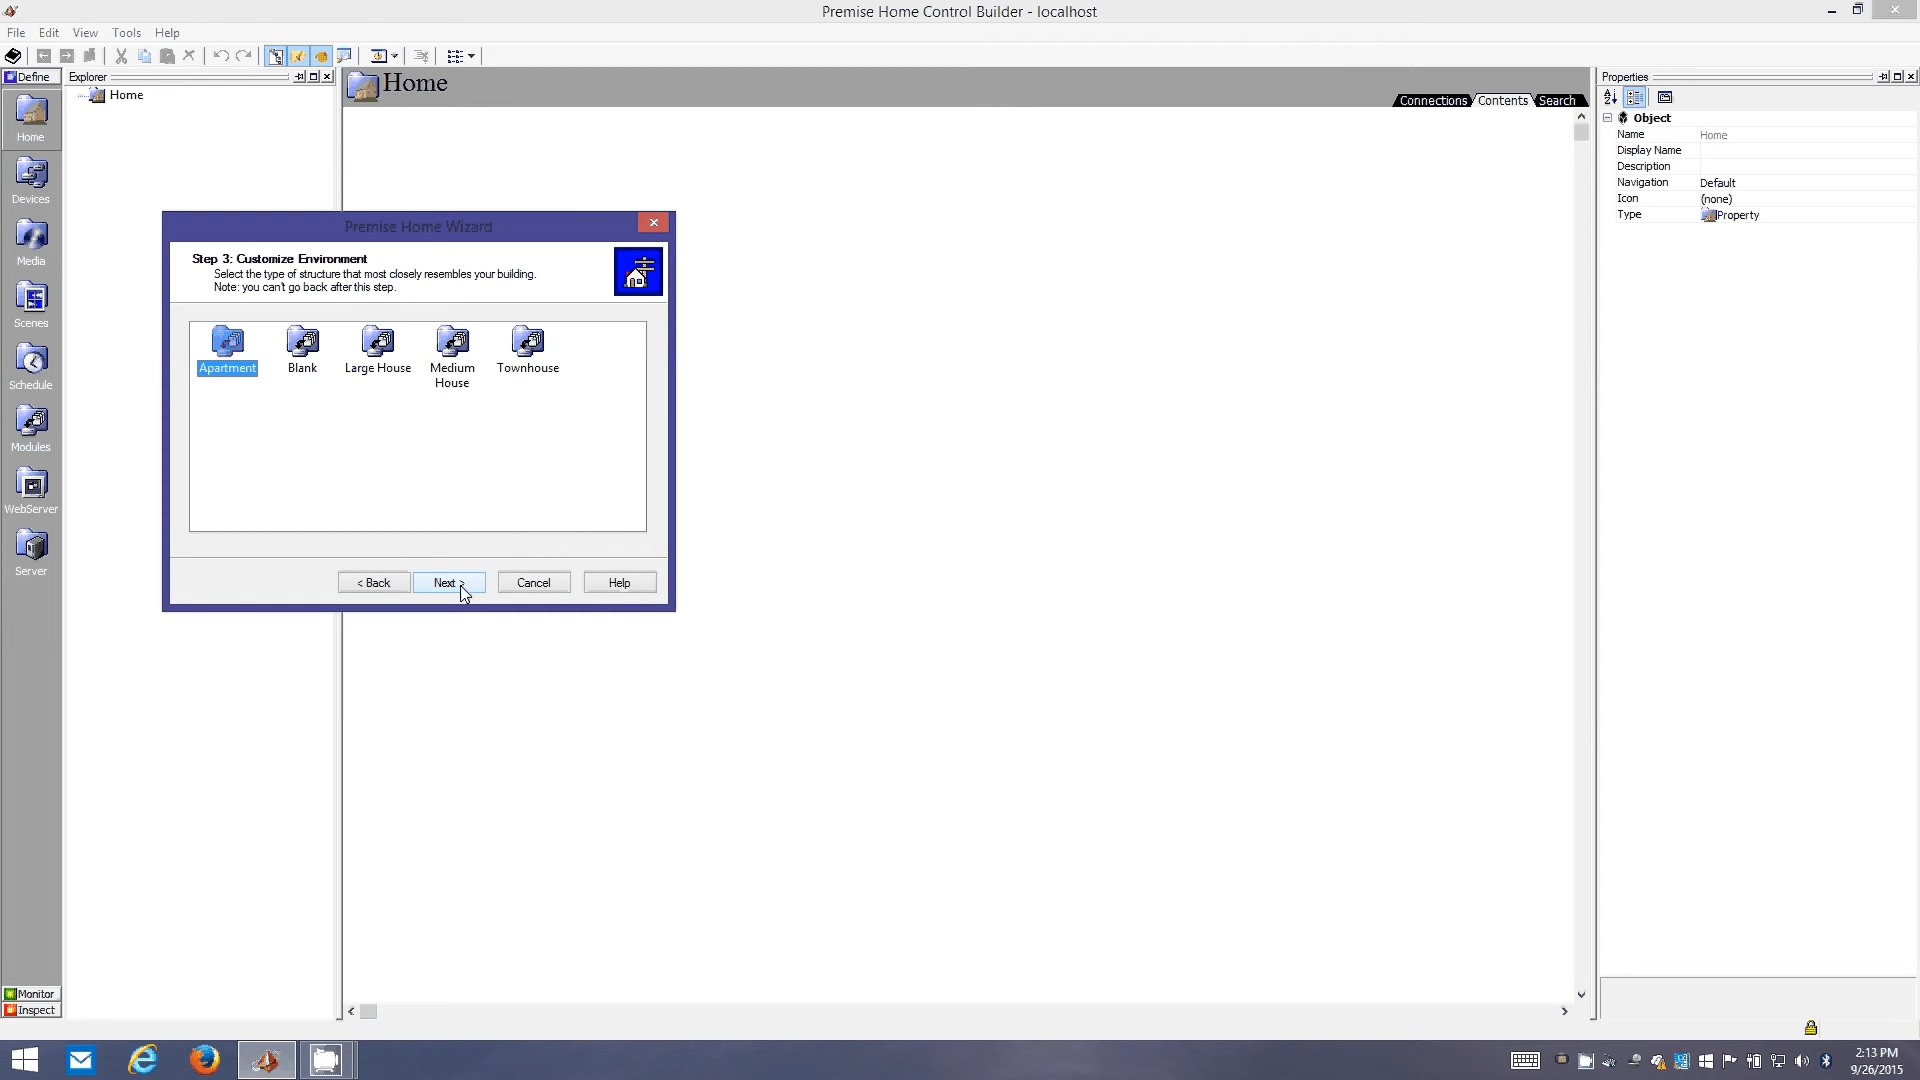 Premise Home Control Builder - localhost
File Edit View Tools Help
Define
Explorer
Home
Home
Devices
Media
Scenes
Schedule
Modules
WebServer
Server
Monitor
Inspect
Home
Connections Contents Search
Premise Home Wizard
Step 3: Customize Environment
Select the type of structure that most closely resembles your building.
Note: you can't go back after this step.
Apartment
Blank
Large House
Medium
House
Townhouse
< Back Next > Cancel Help
Properties
Object
Name Home
Display Name
Description
Navigation Default
Icon (none)
Type Property
2:13 PM
9/26/2015